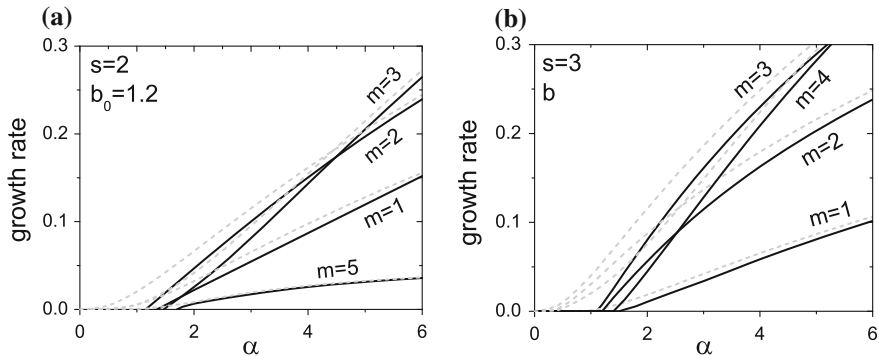 (a)
s=2
b₀=1.2
m=3
m=2
m=1
m=5
growth rate
0.3
0.2
0.1
0.0
0 2 4 6
α
(b)
s=3
b
m=3
m=4
m=2
m=1
growth rate
0.3
0.2
0.1
0.0
0 2 4 6
α